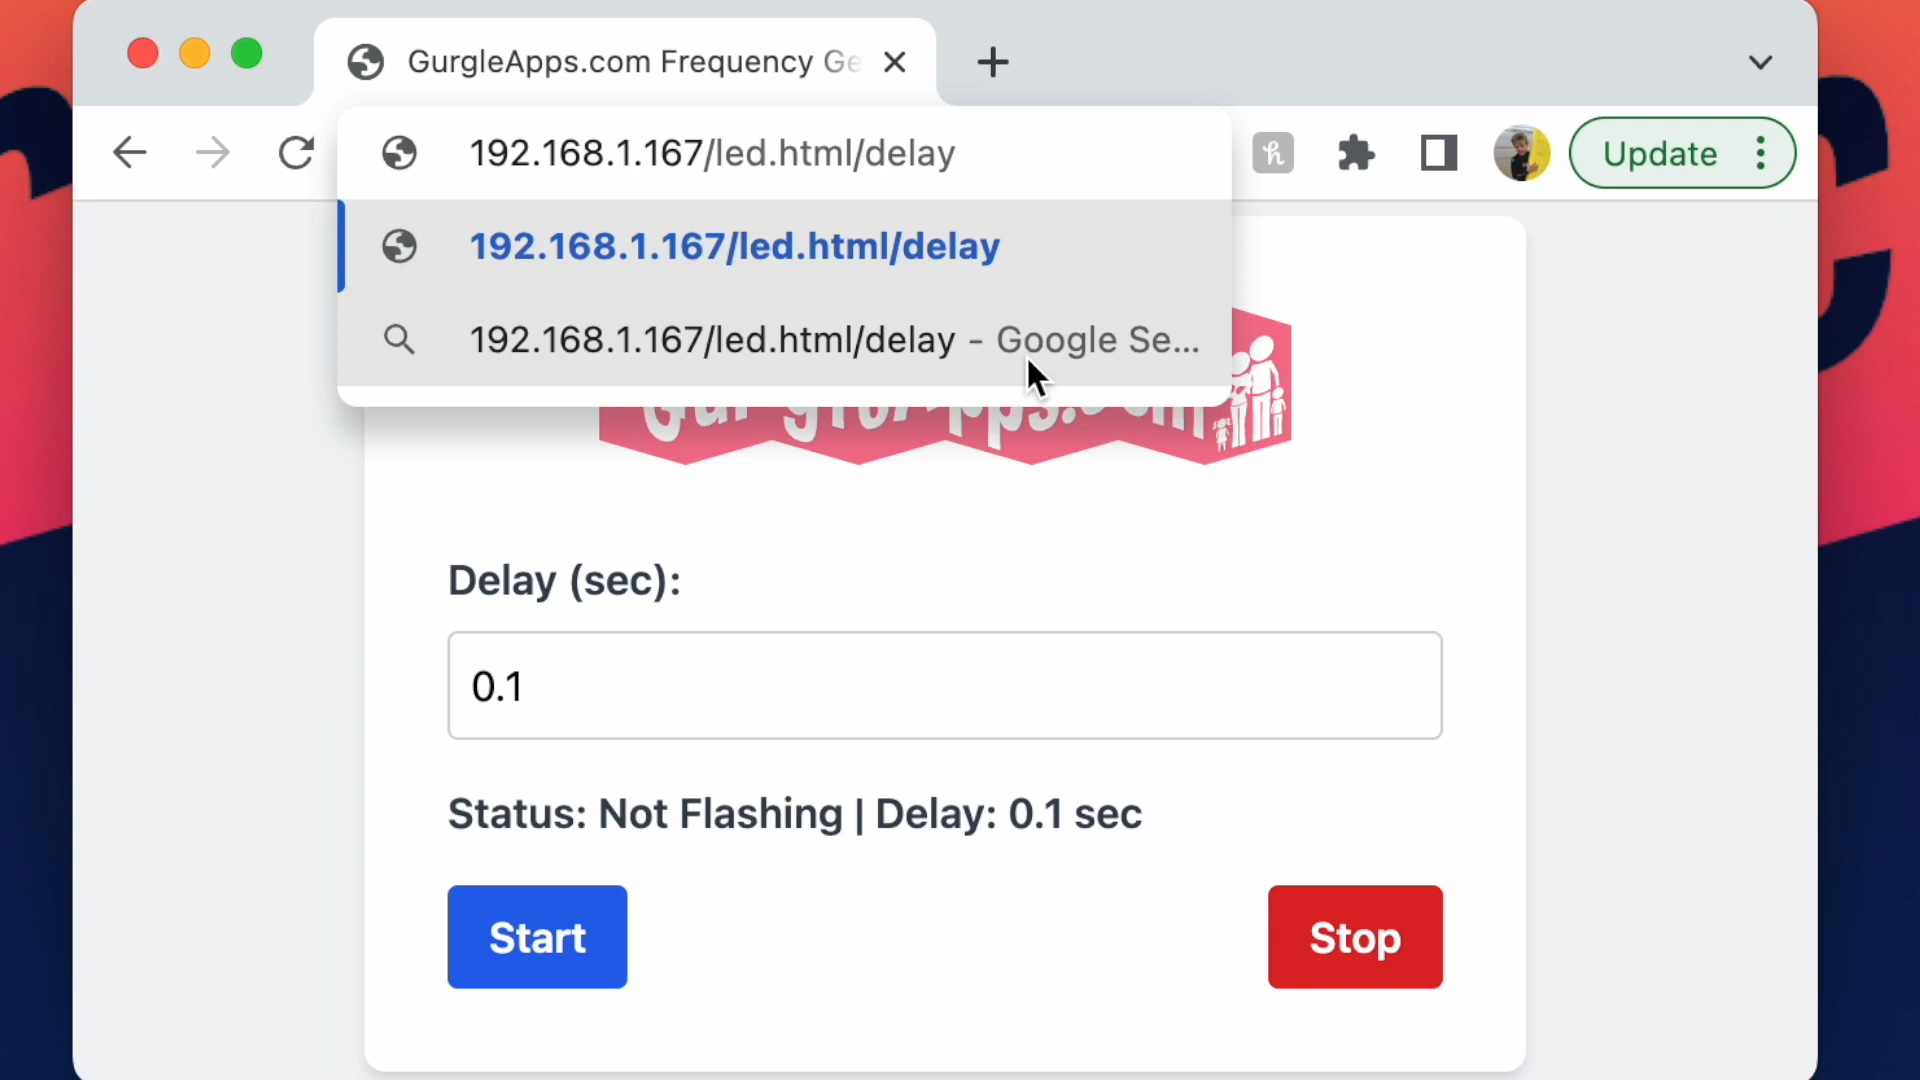 GurgleApps.com Frequency Ge
192.168.1.167/led.html/delay
Update
192.168.1.167/led.html/delay
192.168.1.167/led.html/delay - Google Se...
GurgleApps.com
Delay (sec):
0.1
Status: Not Flashing | Delay: 0.1 sec
Start
Stop